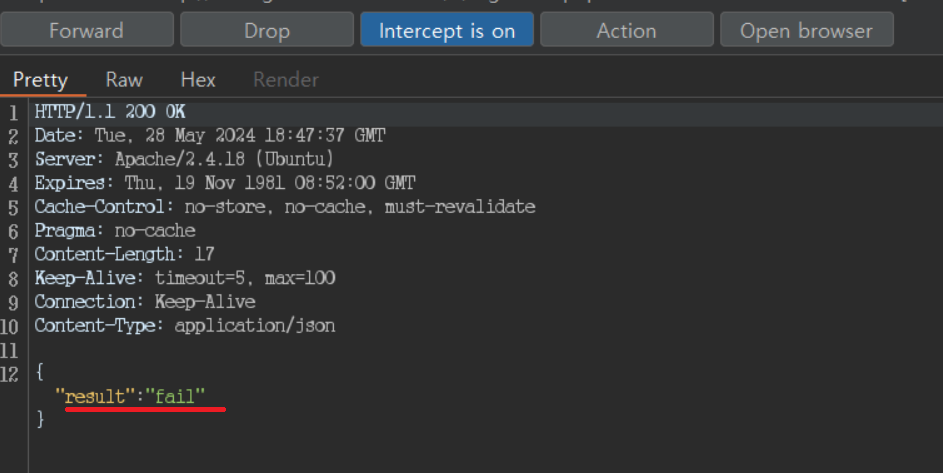 Forward Drop Intercept is on Action Open browser
Pretty Raw Hex Render
1 HTTP/1.1 200 OK
2 Date: Tue, 28 May 2024 18:47:37 GMT
3 Server: Apache/2.4.18 (Ubuntu)
4 Expires: Thu, 19 Nov 1981 08:52:00 GMT
5 Cache-Control: no-store, no-cache, must-revalidate
6 Pragma: no-cache
7 Content-Length: 17
8 Keep-Alive: timeout=5, max=100
9 Connection: Keep-Alive
10 Content-Type: application/json
11
12 {
"result":"fail"
}